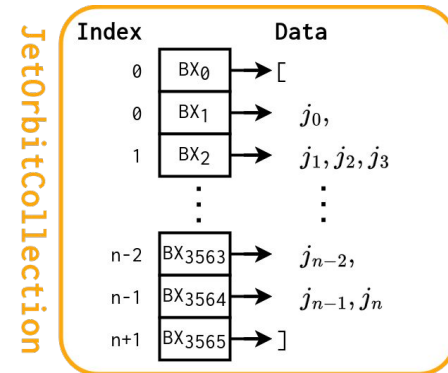 JetOrbitCollection
Index Data
0 BX0 [
0 BX1 j0,
1 BX2 j1, j2, j3
n-2 BX3563 jn-2,
n-1 BX3564 jn-1, jn
n+1 BX3565 ]